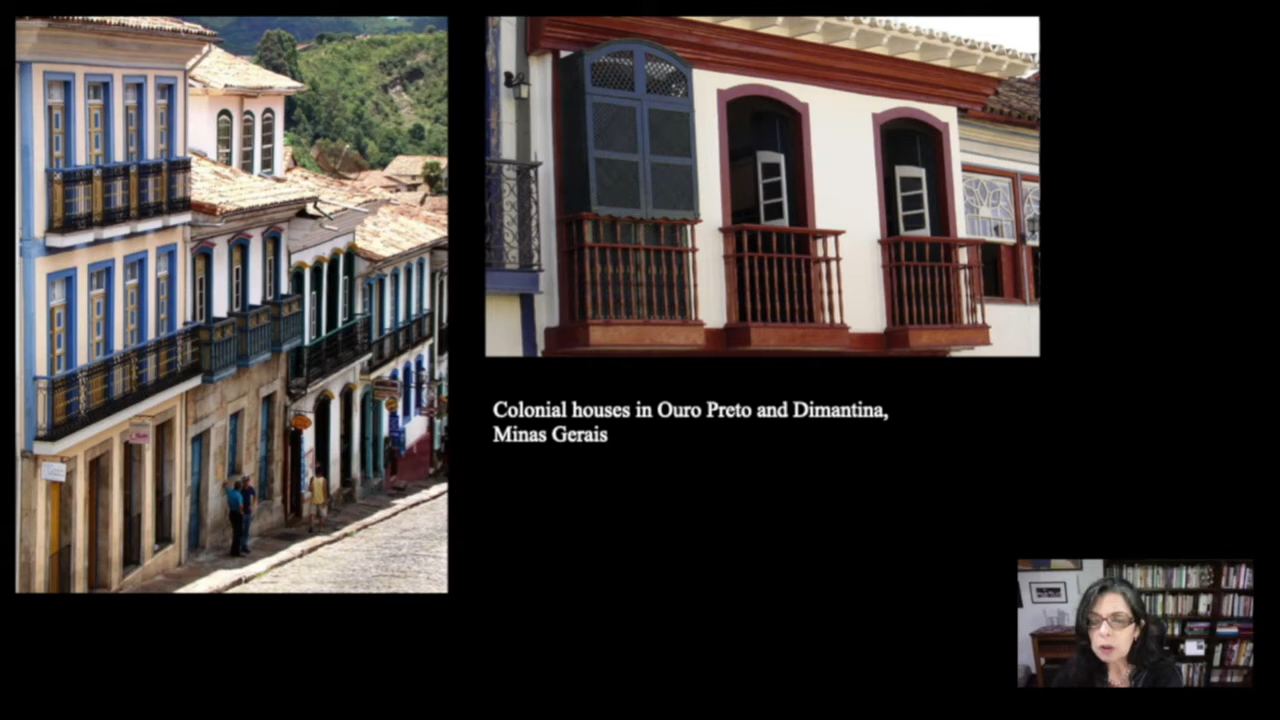 Colonial houses in Ouro Preto and Dimantina,
Minas Gerais